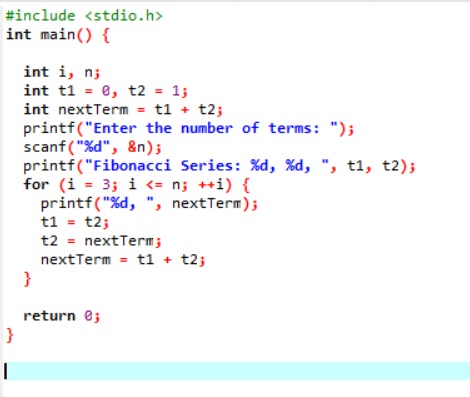 #include <stdio.h>
int main() {
int i, n;
int t1 = 0, t2 = 1;
int nextTerm = t1 + t2;
printf("Enter the number of terms: ");
scanf("%d", &n);
printf("Fibonacci Series: %d, %d, ", t1, t2);
for (i = 3; i <= n; ++i) {
printf("%d, ", nextTerm);
t1 = t2;
t2 = nextTerm;
nextTerm = t1 + t2;
}
return 0;
}